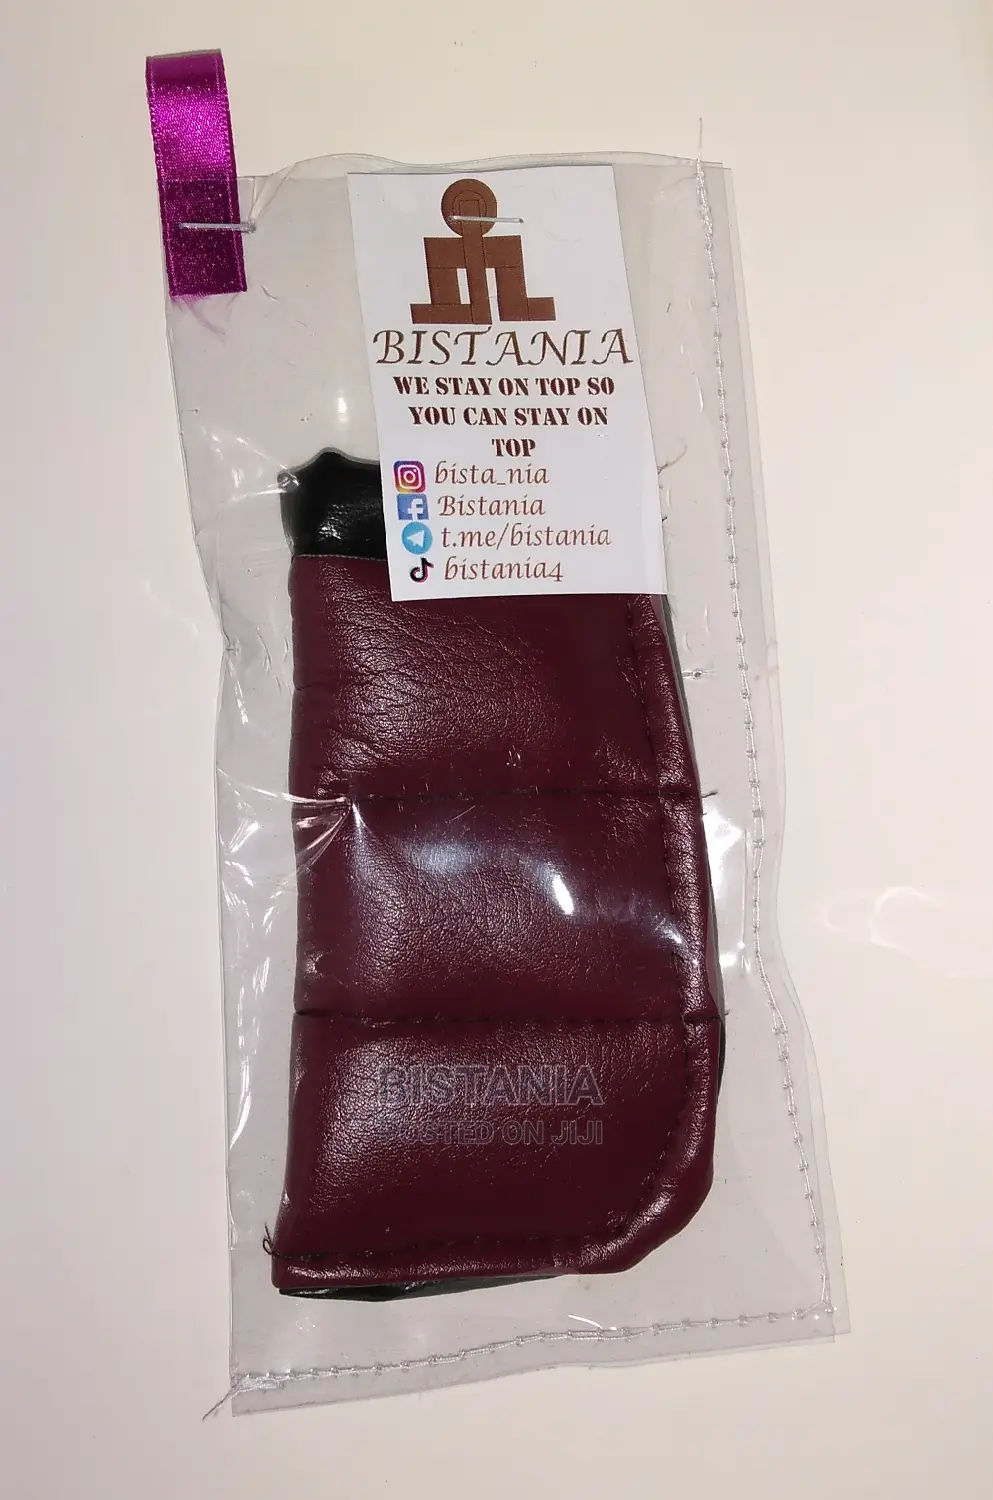 BISTANIA
WE STAY ON TOP SO
YOU CAN STAY ON
TOP
bista_nia
Bistania
t.me/bistania
bistania4
BISTANIA
POSTED ON JIJI